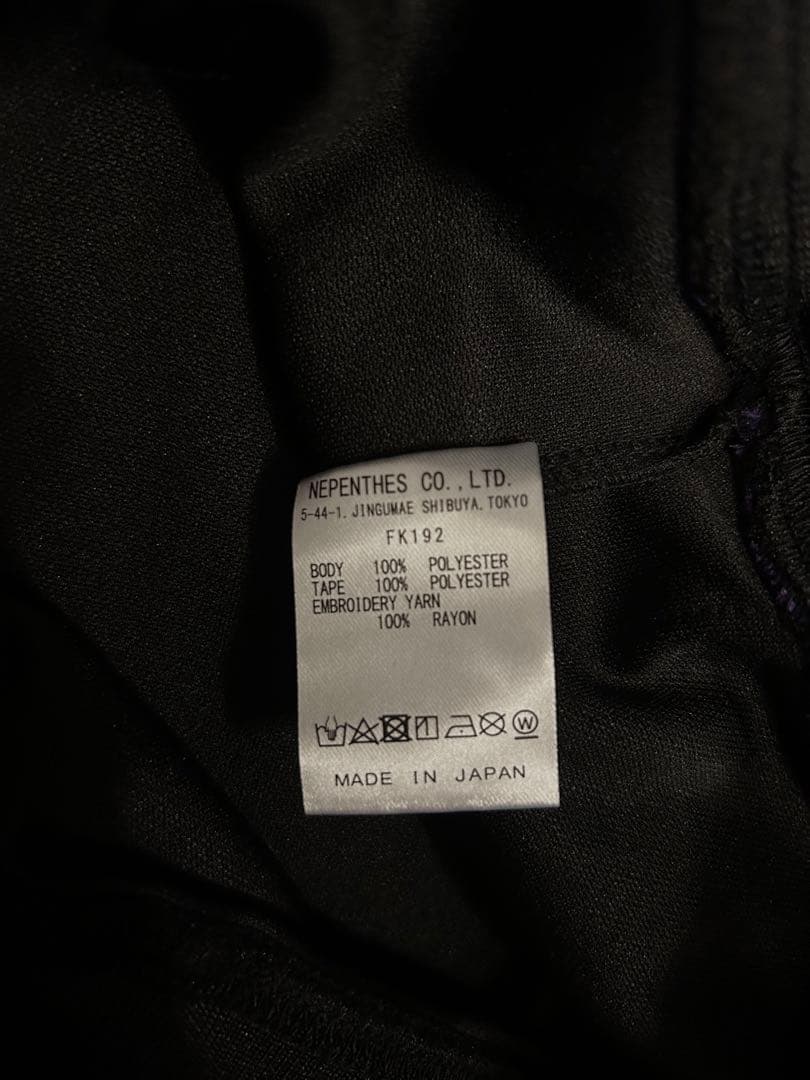 NEPENTHES CO.,LTD.
5-44-1. JINGUMAE SHIBUYA. TOKYO
FK192
BODY 100% POLYESTER
TAPE 100% POLYESTER
EMBROIDERY YARN
100% RAYON
W
MADE IN JAPAN